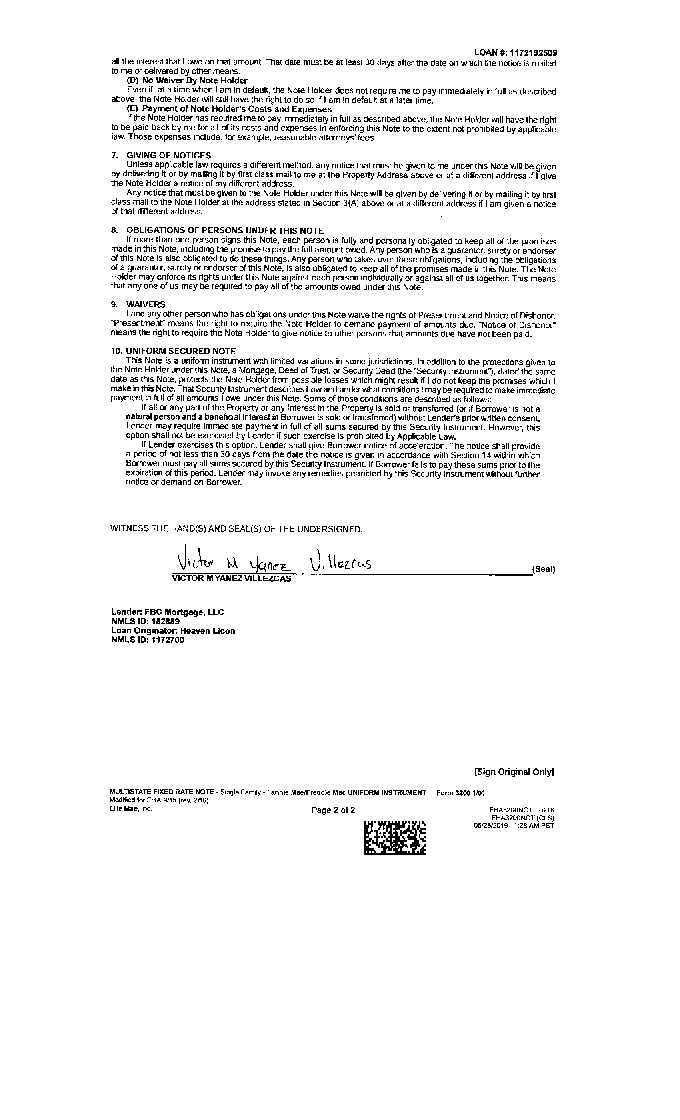 LOAN #: 1172192509
all the interest that I owe on that amount. That date must be at least 30 days after the date on which the notice is mailed
to me or delivered by other means.
(D) No Waiver By Note Holder
Even if, at a time when I am in default, the Note Holder does not require me to pay immediately in full as described
above, the Note Holder will still have the right to do so if I am in default at a later time.
(E) Payment of Note Holder's Costs and Expenses
If the Note Holder has required me to pay immediately in full as described above, the Note Holder will have the right
to be paid back by me for all of its costs and expenses in enforcing this Note to the extent not prohibited by applicable
law. Those expenses include, for example, reasonable attorneys' fees.
7. GIVING OF NOTICES
Unless applicable law requires a different method, any notice that must be given to me under this Note will be given
by delivering it or by mailing it by first class mail to me at the Property Address above or at a different address if I give
the Note Holder a notice of my different address.
Any notice that must be given to the Note Holder under this Note will be given by delivering it or by mailing it by first
class mail to the Note Holder at the address stated in Section 3(A) above or at a different address if I am given a notice
of that different address.
8. OBLIGATIONS OF PERSONS UNDER THIS NOTE
If more than one person signs this Note, each person is fully and personally obligated to keep all of the promises
made in this Note, including the promise to pay the full amount owed. Any person who is a guarantor, surety or endorser
of this Note is also obligated to do these things. Any person who takes over these obligations, including the obligations
of a guarantor, surety or endorser of this Note, is also obligated to keep all of the promises made in this Note. The Note
Holder may enforce its rights under this Note against each person individually or against all of us together. This means
that any one of us may be required to pay all of the amounts owed under this Note.
9. WAIVERS
I and any other person who has obligations under this Note waive the rights of Presentment and Notice of Dishonor.
"Presentment" means the right to require the Note Holder to demand payment of amounts due. "Notice of Dishonor"
means the right to require the Note Holder to give notice to other persons that amounts due have not been paid.
10. UNIFORM SECURED NOTE
This Note is a uniform instrument with limited variations in some jurisdictions. In addition to the protections given to
the Note Holder under this Note, a Mortgage, Deed of Trust, or Security Deed (the "Security Instrument"), dated the same
date as this Note, protects the Note Holder from possible losses which might result if I do not keep the promises which I
make in this Note. That Security Instrument describes how and under what conditions I may be required to make immediate
payment in full of all amounts I owe under this Note. Some of those conditions are described as follows:
If all or any part of the Property or any Interest in the Property is sold or transferred (or if Borrower is not a
natural person and a beneficial interest in Borrower is sold or transferred) without Lender's prior written consent,
Lender may require immediate payment in full of all sums secured by this Security Instrument. However, this
option shall not be exercised by Lender if such exercise is prohibited by Applicable Law.
If Lender exercises this option, Lender shall give Borrower notice of acceleration. The notice shall provide
a period of not less than 30 days from the date the notice is given in accordance with Section 14 within which
Borrower must pay all sums secured by this Security Instrument. If Borrower fails to pay these sums prior to the
expiration of this period, Lender may invoke any remedies permitted by this Security Instrument without further
notice or demand on Borrower.
WITNESS THE HAND(S) AND SEAL(S) OF THE UNDERSIGNED.
Victor M Yanez Villezcas
(Seal)
VICTOR M YANEZ VILLEZCAS
Lender: FBC Mortgage, LLC
NMLS ID: 152859
Loan Originator: Heaven Licon
NMLS ID: 1172700
[Sign Original Only]
MULTISTATE FIXED RATE NOTE - Single Family - Fannie Mae/Freddie Mac UNIFORM INSTRUMENT Form 3200 1/01
Modified for FHA 9/15 (rev. 2/16)
Ellie Mae, Inc.
Page 2 of 2